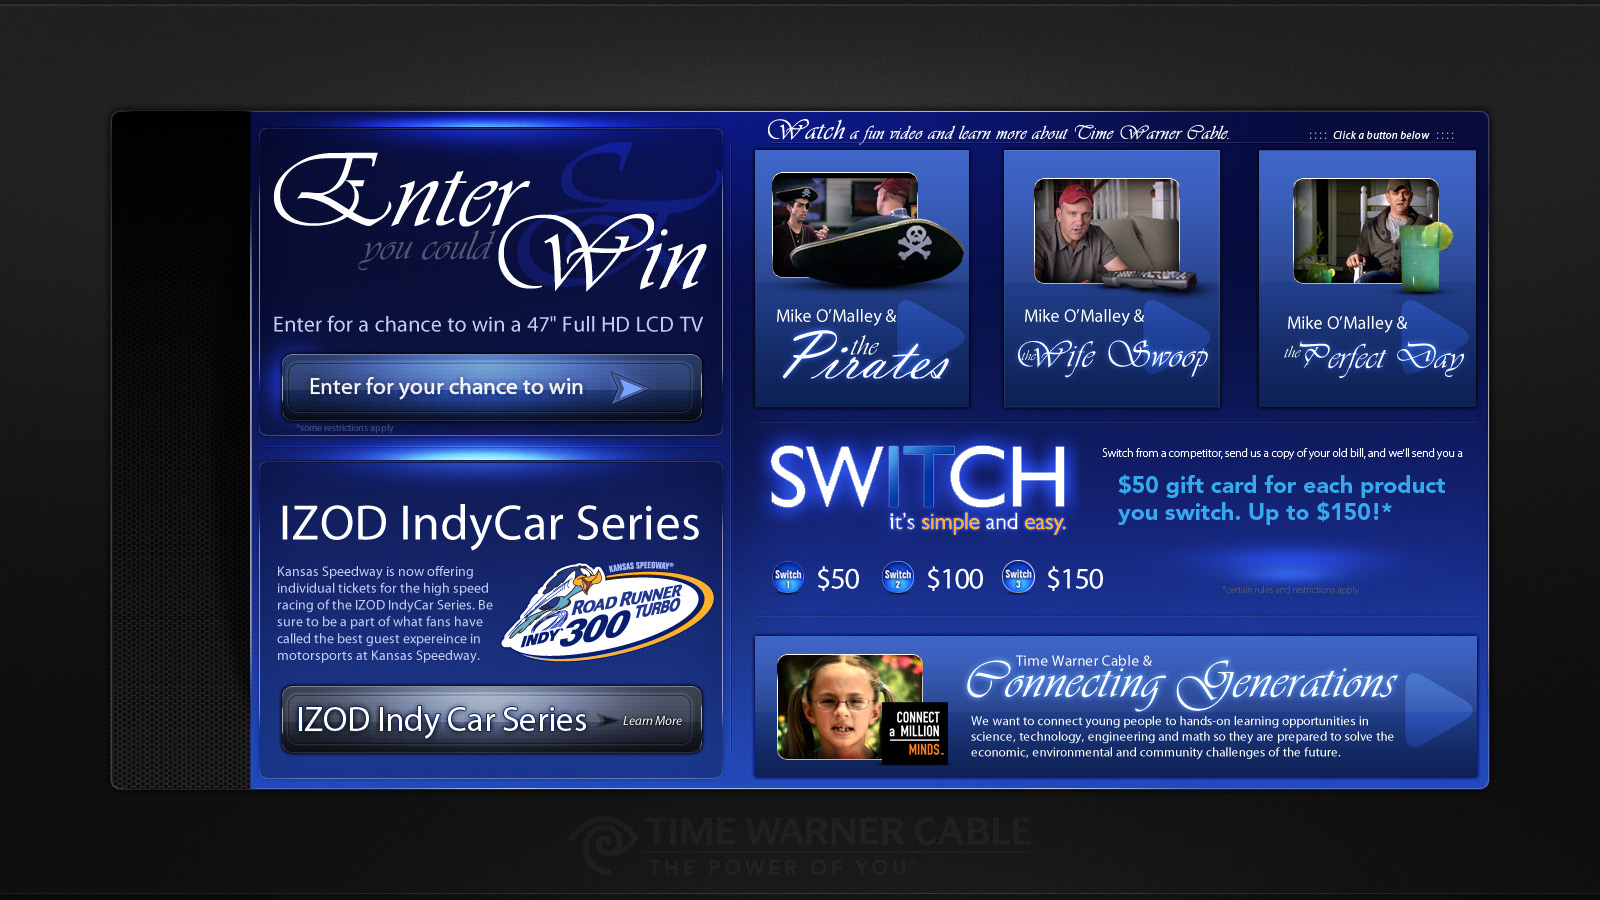 Enter
&
you could
Win
Enter for a chance to win a 47" Full HD LCD TV
Enter for your chance to win
*some restrictions apply
IZOD IndyCar Series
Kansas Speedway is now offering
individual tickets for the high speed
racing of the IZOD IndyCar Series. Be
sure to be a part of what fans have
called the best guest expereince in
motorsports at Kansas Speedway.
KANSAS SPEEDWAY®
ROAD RUNNER
TURBO
INDY 300
IZOD Indy Car Series
Learn More
Watch a fun video and learn more about Time Warner Cable.
:::: Click a button below ::::
Mike O'Malley &
the
Pirates
Mike O'Malley &
the Wife Swoop
Mike O'Malley &
the Perfect Day
SWITCH
it's simple and easy.
Switch from a competitor, send us a copy of your old bill, and we'll send you a
$50 gift card for each product
you switch. Up to $150!*
Switch 1 $50 Switch 2 $100 Switch 3 $150
*certain rules and restrictions apply
CONNECT
a MILLION
MINDS™
Time Warner Cable &
Connecting Generations
We want to connect young people to hands-on learning opportunities in
science, technology, engineering and math so they are prepared to solve the
economic, environmental and community challenges of the future.
TIME WARNER CABLE
THE POWER OF YOU®